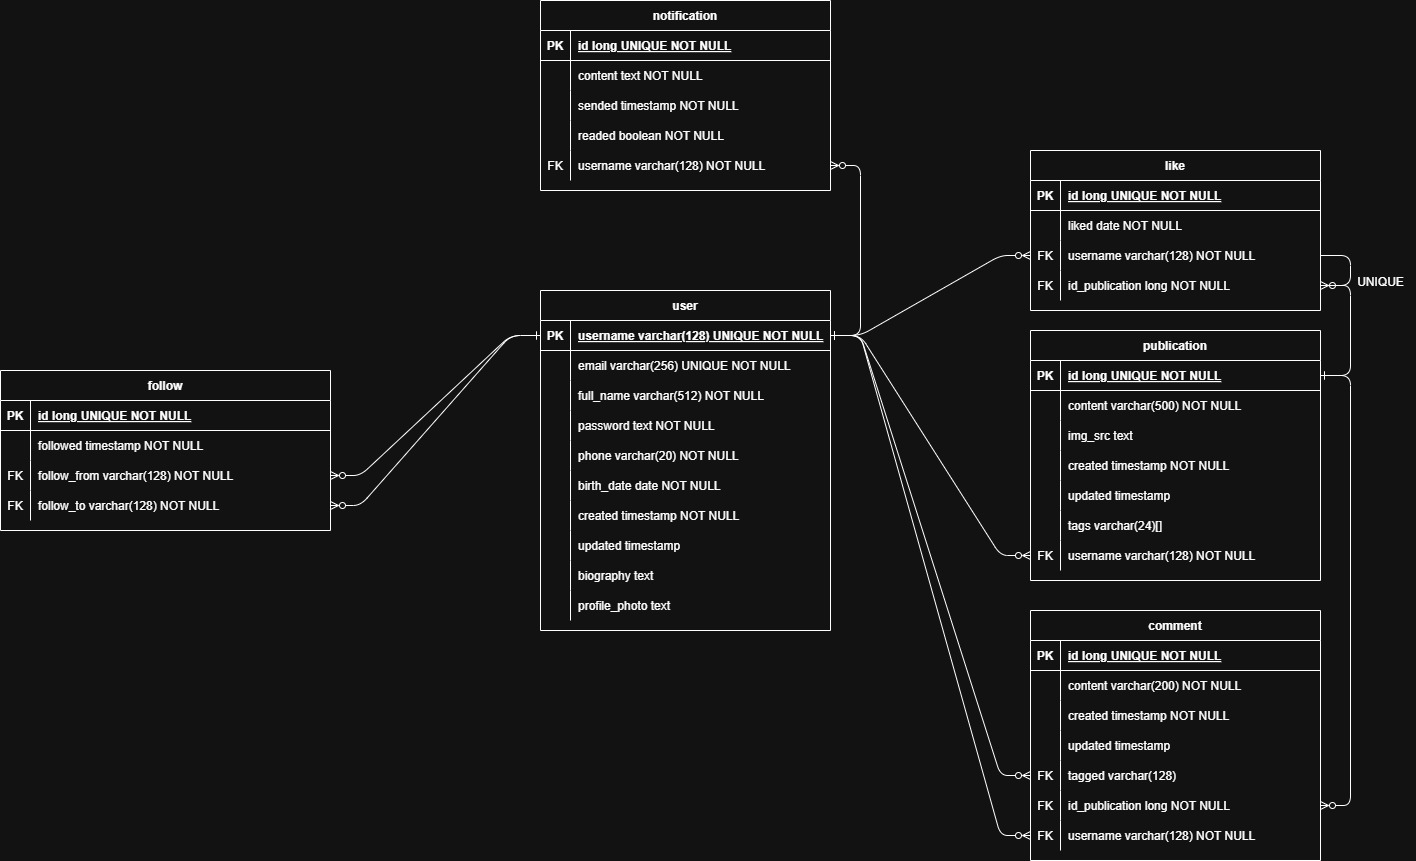 notification
PK id long UNIQUE NOT NULL
content text NOT NULL
sended timestamp NOT NULL
readed boolean NOT NULL
FK username varchar(128) NOT NULL
like
PK id long UNIQUE NOT NULL
liked date NOT NULL
FK username varchar(128) NOT NULL
FK id_publication long NOT NULL
UNIQUE
user
PK username varchar(128) UNIQUE NOT NULL
email varchar(256) UNIQUE NOT NULL
full_name varchar(512) NOT NULL
password text NOT NULL
phone varchar(20) NOT NULL
birth_date date NOT NULL
created timestamp NOT NULL
updated timestamp
biography text
profile_photo text
publication
PK id long UNIQUE NOT NULL
content varchar(500) NOT NULL
img_src text
created timestamp NOT NULL
updated timestamp
tags varchar(24)[]
FK username varchar(128) NOT NULL
follow
PK id long UNIQUE NOT NULL
followed timestamp NOT NULL
FK follow_from varchar(128) NOT NULL
FK follow_to varchar(128) NOT NULL
comment
PK id long UNIQUE NOT NULL
content varchar(200) NOT NULL
created timestamp NOT NULL
updated timestamp
FK tagged varchar(128)
FK id_publication long NOT NULL
FK username varchar(128) NOT NULL